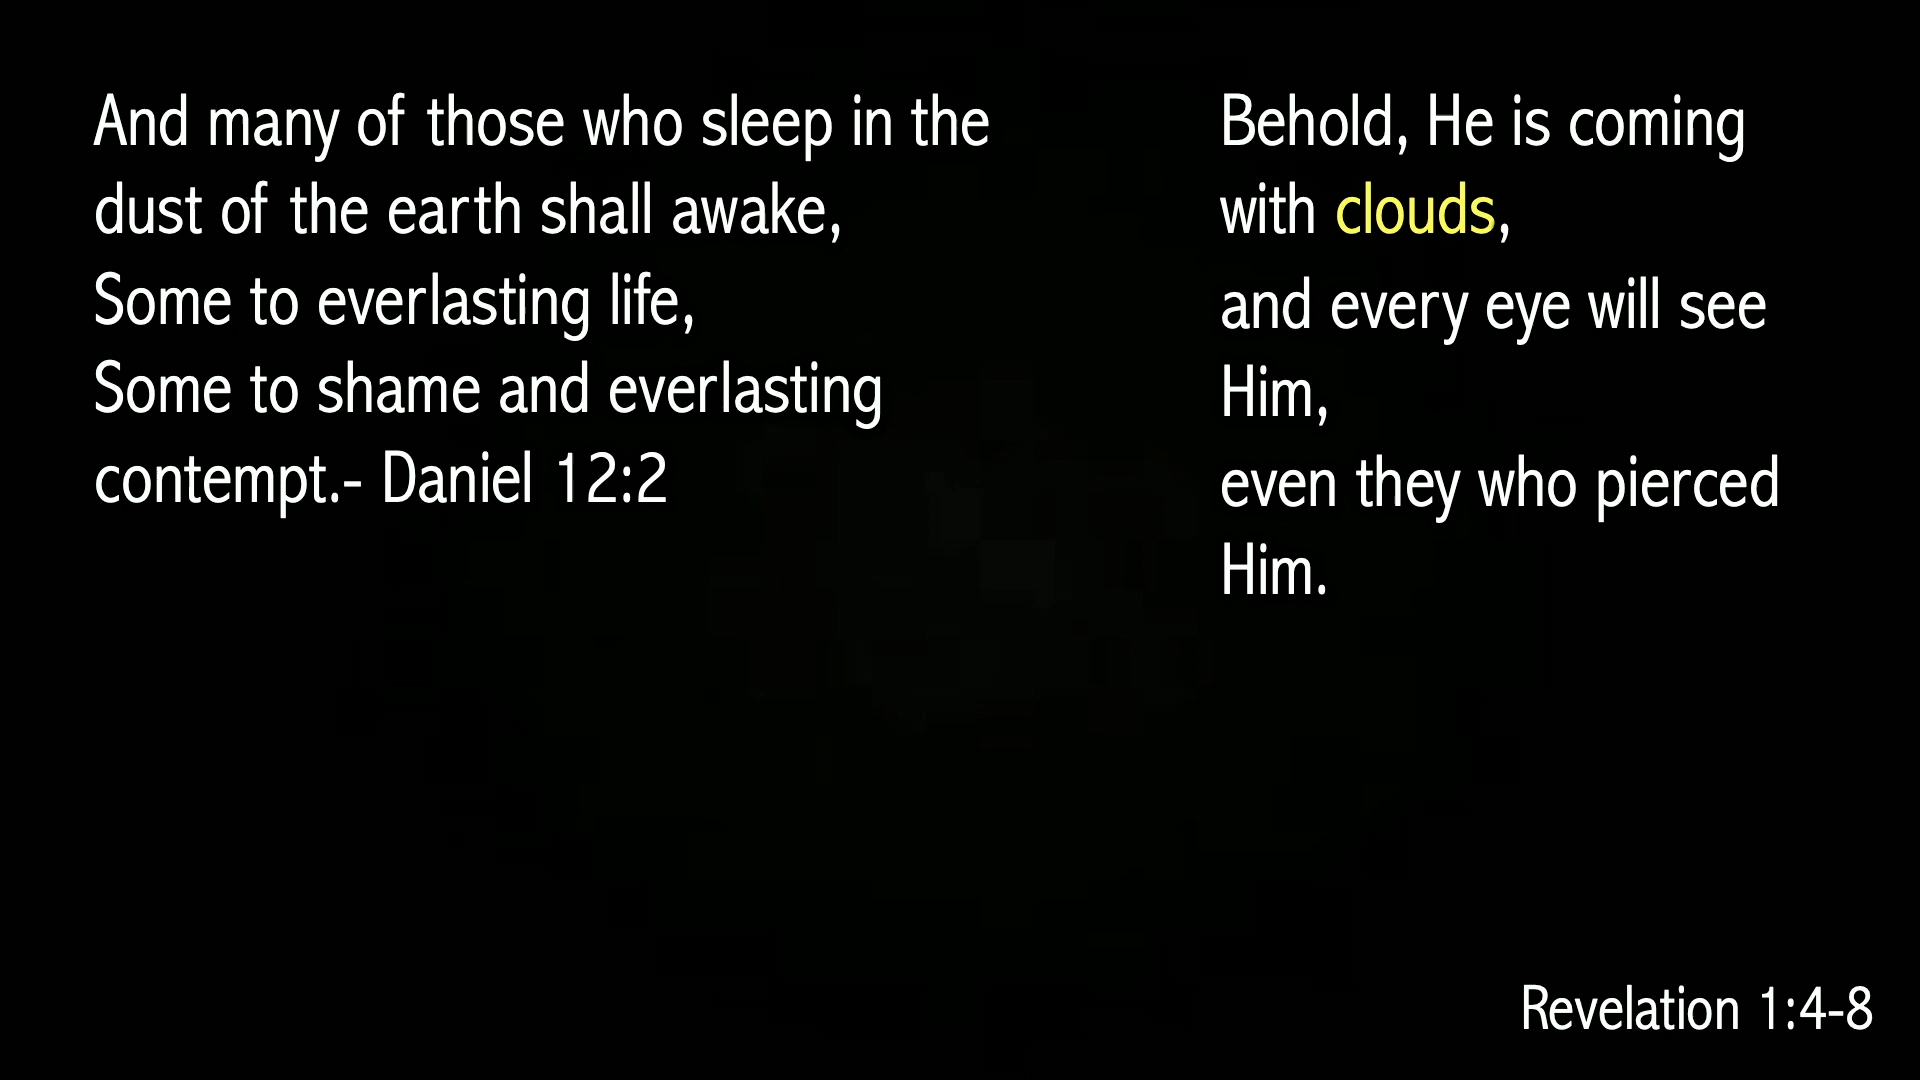 And many of those who sleep in the
dust of the earth shall awake,
Some to everlasting life,
Some to shame and everlasting
contempt.- Daniel 12:2
Behold, He is coming
with clouds,
and every eye will see
Him,
even they who pierced
Him.
Revelation 1:4-8